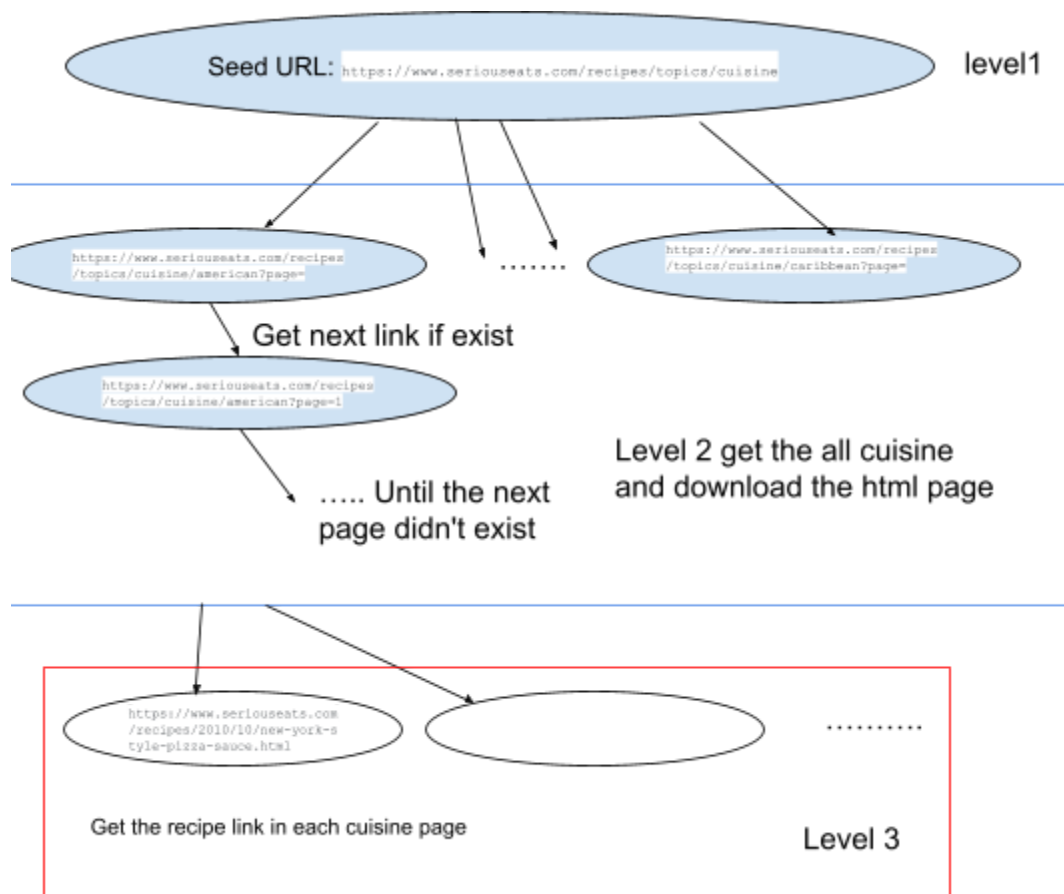 Seed URL: https://www.seriouseats.com/recipes/topics/cuisine
level1
https://www.seriouseats.com/recipes
/topics/cuisine/american?page=
.......
https://www.seriouseats.com/recipes
/topics/cuisine/caribbean?page=
Get next link if exist
https://www.seriouseats.com/recipes
/topics/cuisine/american?page=1
Level 2 get the all cuisine
and download the html page
….. Until the next
page didn't exist
https://www.seriouseats.com
/recipes/2010/10/new-york-s
tyle-pizza-sauce.html
..........
Get the recipe link in each cuisine page
Level 3